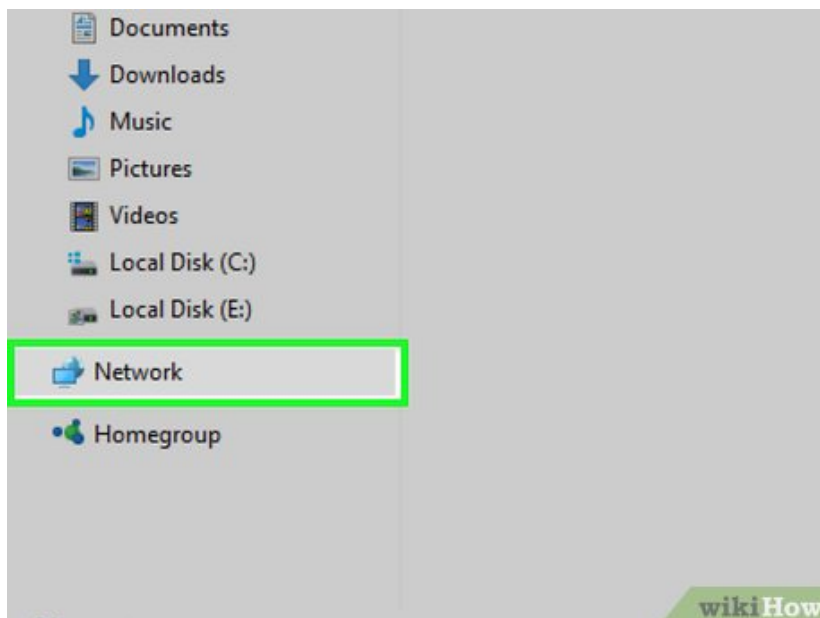 Documents
Downloads
Music
Pictures
Videos
Local Disk (C:)
Local Disk (E:)
Network
Homegroup
wikiHow